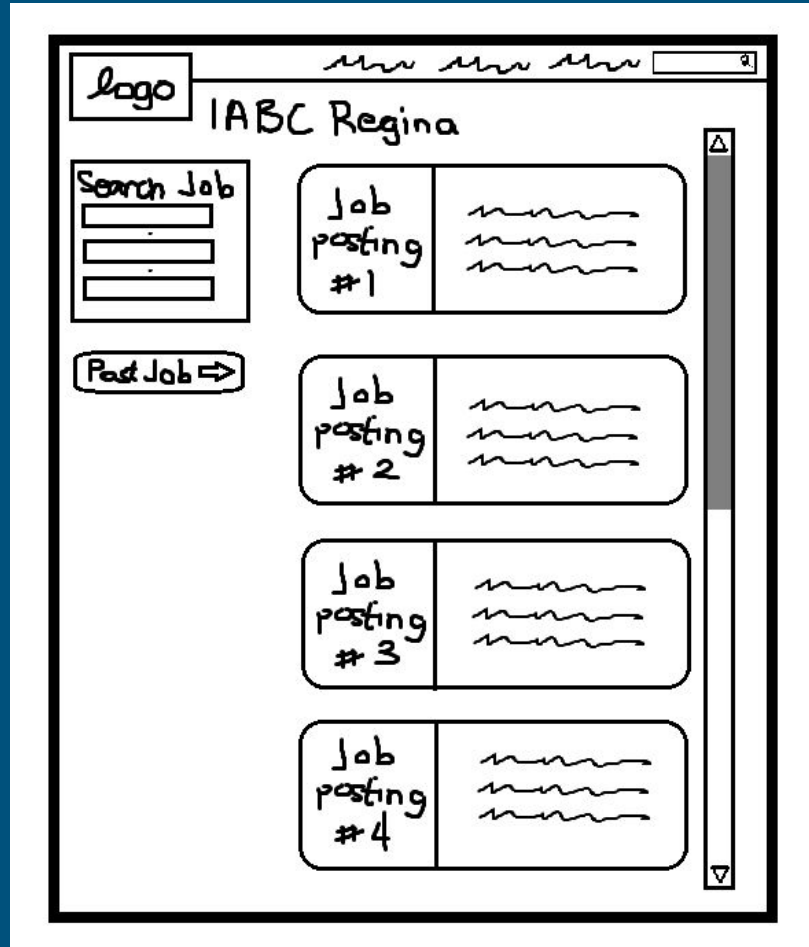 logo
IABC Regina
Search Job
Post Job
Job
posting
#1
Job
posting
# 2
Job
posting
# 3
Job
posting
#4